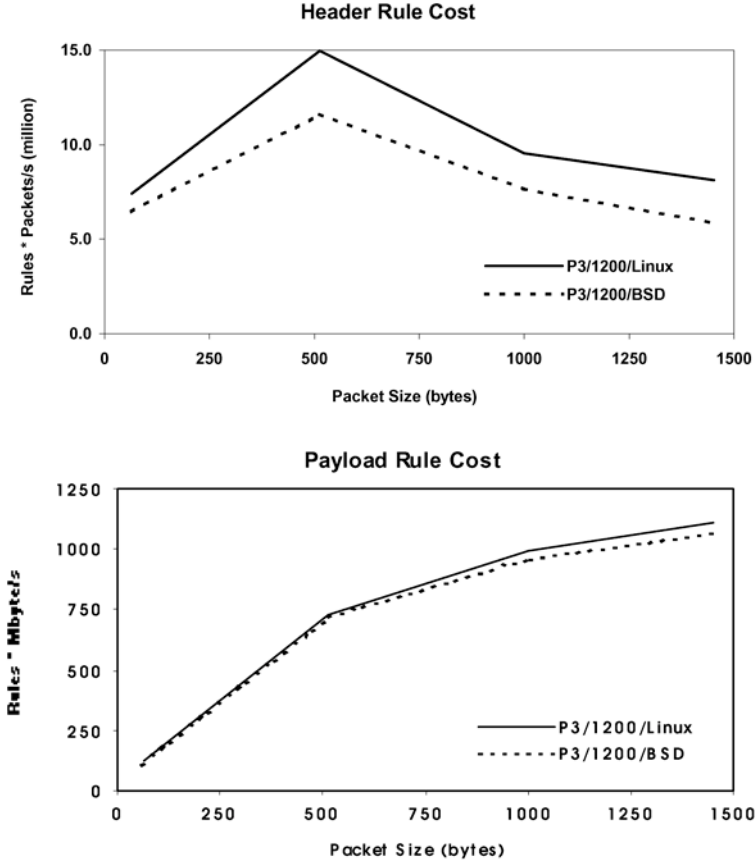 Header Rule Cost
15.0
10.0
5.0
0.0
Rules * Packets/s (million)
P3/1200/Linux
P3/1200/BSD
0 250 500 750 1000 1250 1500
Packet Size (bytes)
Payload Rule Cost
1250
1000
750
500
250
0
Rules * Mbyte/s
P3/1200/Linux
P3/1200/BSD
0 250 500 750 1000 1250 1500
Packet Size (bytes)